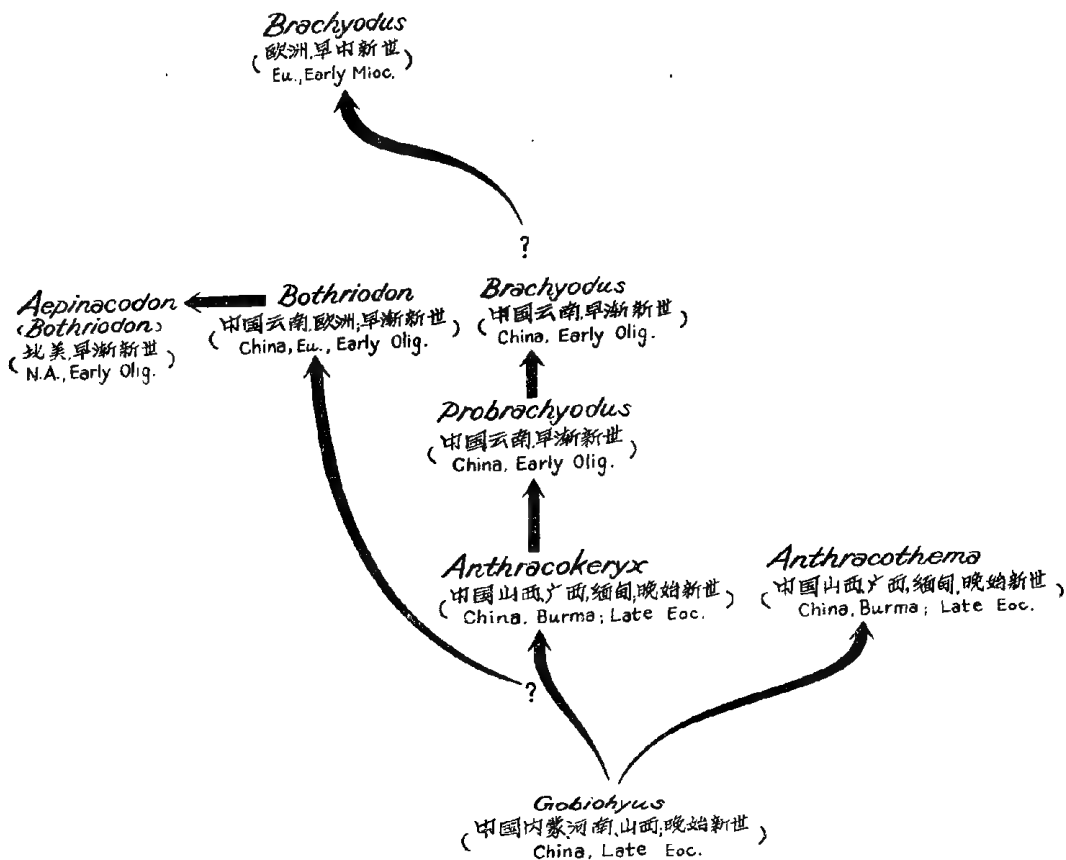 Brachyodus
(欧洲,早中新世)
Eu., Early Mioc.
?
Aepinacodon
(Bothriodon)
(北美,早渐新世)
N.A., Early Olig.
Bothriodon
(中国云南,欧洲;早渐新世)
China, Eu., Early Olig.
Brachyodus
(中国云南,早渐新世)
China, Early Olig.
Probrachyodus
(中国云南,早渐新世)
China, Early Olig.
Anthracokeryx
(中国山西,广西,缅甸,晚始新世)
China, Burma; Late Eoc.
Anthracothema
(中国山西,广西,缅甸,晚始新世)
China, Burma; Late Eoc.
?
Gobiohyus
(中国内蒙,河南,山西;晚始新世)
China, Late Eoc.